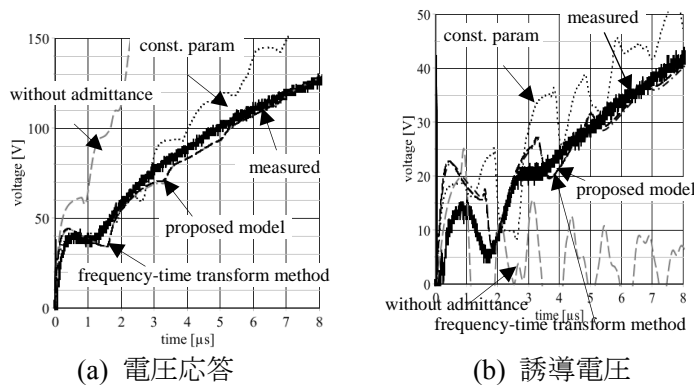 150
100
50
0
voltage [V]
0 1 2 3 4 5 6 7 8
time [µs]
const. param
without admittance
measured
proposed model
frequency-time transform method
(a) 電圧応答
50
40
30
20
10
0
voltage [V]
0 1 2 3 4 5 6 7 8
time [µs]
measured
const. param
proposed model
without admittance
frequency-time transform method
(b) 誘導電圧